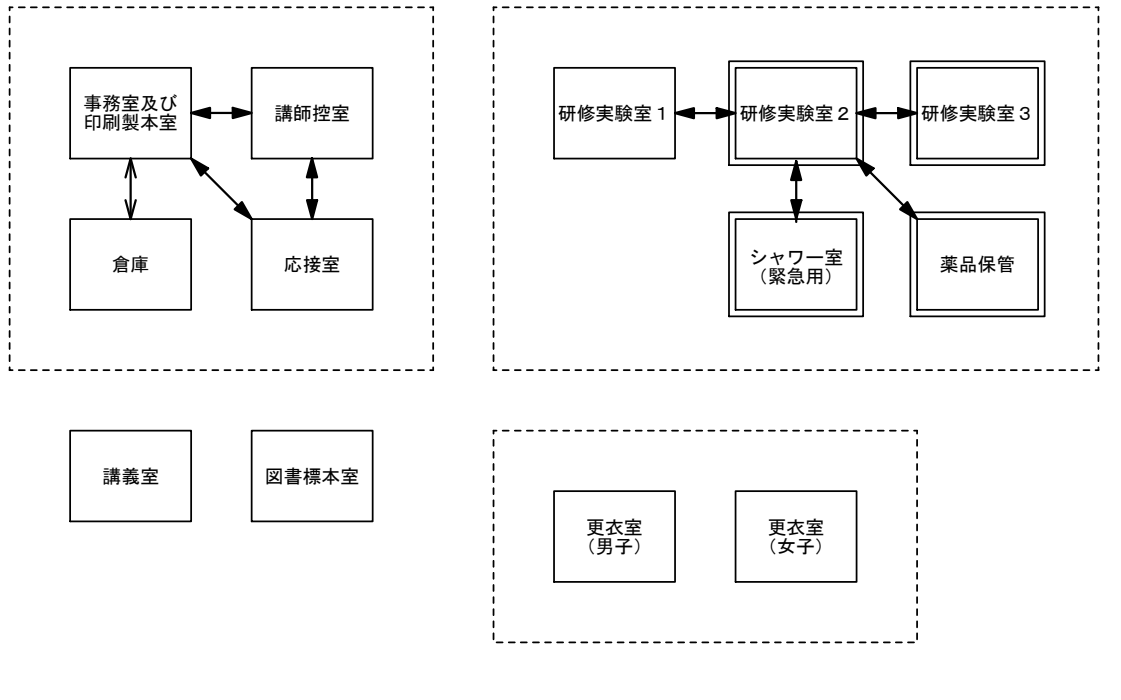 事務室及び
印刷製本室
講師控室
倉庫
応接室
研修実験室１
研修実験室２
研修実験室３
シャワー室
（緊急用）
薬品保管
講義室
図書標本室
更衣室
（男子）
更衣室
（女子）